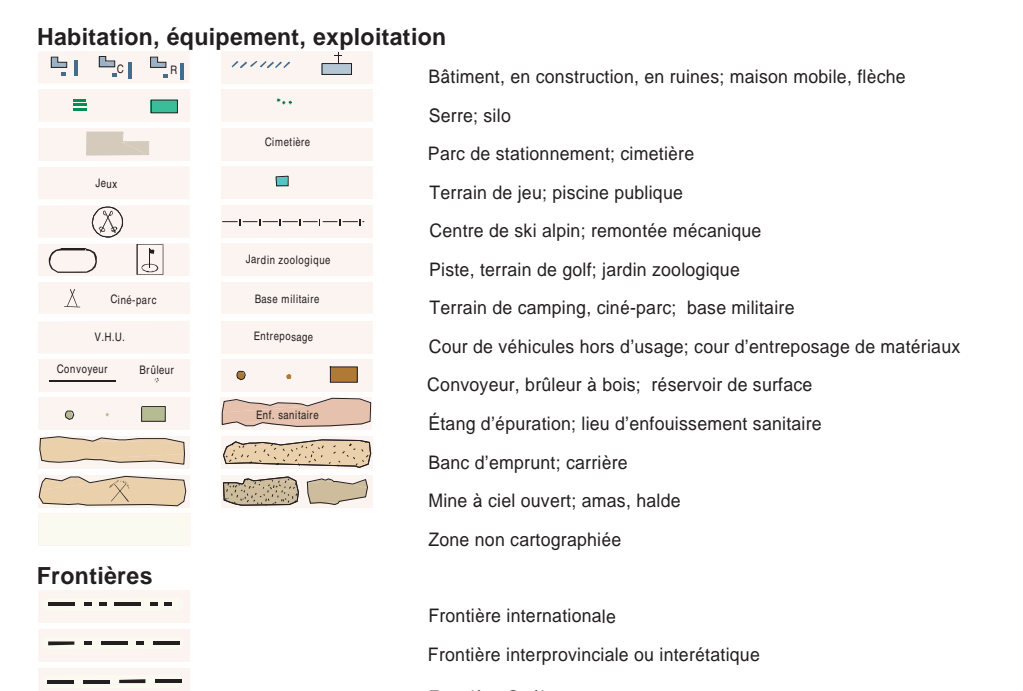 Habitation, équipement, exploitation
C R Bâtiment, en construction, en ruines; maison mobile, flèche
Serre; silo
Cimetière Parc de stationnement; cimetière
Jeux Terrain de jeu; piscine publique
Centre de ski alpin; remontée mécanique
Jardin zoologique Piste, terrain de golf; jardin zoologique
Ciné-parc Base militaire Terrain de camping, ciné-parc; base militaire
V.H.U. Entreposage Cour de véhicules hors d'usage; cour d'entreposage de matériaux
Convoyeur Brûleur Convoyeur, brûleur à bois; réservoir de surface
Enf. sanitaire Étang d'épuration; lieu d'enfouissement sanitaire
Banc d'emprunt; carrière
Mine à ciel ouvert; amas, halde
Zone non cartographiée
Frontières
Frontière internationale
Frontière interprovinciale ou interétatique